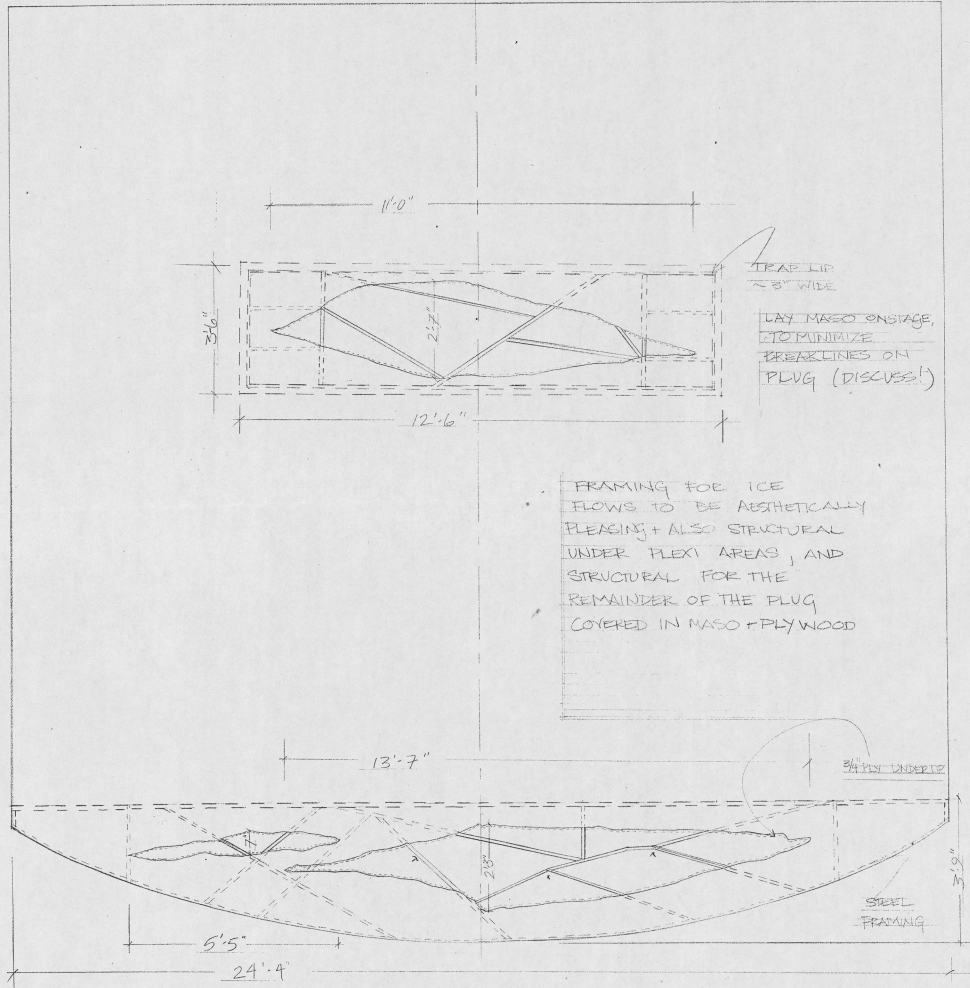 11'-0"
TRAP LIP
~ 3" WIDE
3'-6"
2'-7"
LAY MASO ONSTAGE,
TO MINIMIZE
BREAKLINES ON
PLUG (DISCUSS!)
12'-6"
FRAMING FOR ICE
FLOWS TO BE AESTHETICALLY
PLEASING + ALSO STRUCTURAL
UNDER PLEXI AREAS, AND
STRUCTURAL FOR THE
REMAINDER OF THE PLUG
COVERED IN MASO + PLYWOOD
13'-7"
3/4" PLY UNDER
7"
2'-3"
3'-9"
STEEL
FRAMING
5'-5"
24'-4"